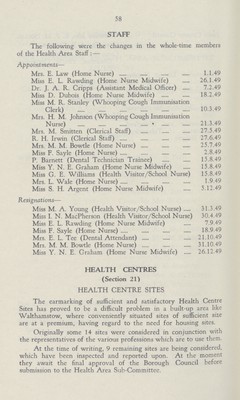 58
STAFF
The following were the changes in the whole-time members
of the Health Area Staff :—
Appointments—
Mrs. E. Law (Home Nurse) 1.1.49
Miss E. L. Rawding (Home Nurse Midwife) 26.1.49
Dr. J. A. R. Cripps (Assistant Medical Officer) 7.2.49
Miss D. Dubois (Home Nurse Midwife) 18.2.49
Miss M. R. Stanley (Whooping Cough Immunisation
Clerk) 10.3.49
Mrs. H. M. Johnson (Whooping Cough Immunisation
Nurse) 21.3.49
Mrs. M. Smitten (Clerical Staff) 27.5.49
R. H. Irwin (Clerical Staff) 27.6.49
Mrs. M. M. Bowtle (Home Nurse) 25.7.49
Miss F. Sayle (Home Nurse) 2.8.49
P. Barnett (Dental Technician Trainee) 15.8.49
Miss Y. N. E. Graham (Home Nurse Midwife) 15.8.49
Miss G. E. Williams (Health Visitor/School Nurse) 15.8.49
Mrs. L. Wale (Home Nurse) 1.9.49
Miss S. H. Argent (Home Nurse Midwife) 1.12.49
Resignations—
Miss M. A. Young (Health Visitor/School Nurse) 31.3.49
Miss I. N. MacPherson (Health Visitor/School Nurse) 30.4.49
Miss E. L. Rawding (Home Nurse Midwife) 7.9.49
Miss F. Sayle (Home Nurse) 18.9.49
Mrs. E. L. Tee (Dental Attendant) 21.10.49
Mrs. M. M. Bowtle (Home Nurse) 31.10.49
Miss Y. N. E. Graham (Home Nurse Midwife) 26.12.49
HEALTH CENTRES
(Section 21)
HEALTH CENTRE SITES
The earmarking of sufficient and satisfactory Health Centre
Sites has proved to be a difficult problem in a built-up area like
Walthamstow, where conveniently situated sites of sufficient size
are at a premium, having regard to the need for housing sites.
Originally some 14 sites were considered in conjunction with
the representatives of the various professions which are to use them.
At the time of writing, 9 remaining sites are being considered,
which have been inspected and reported upon. At the moment
they await the final approval of the Borough Council before
submission to the Health Area Sub-Committee.